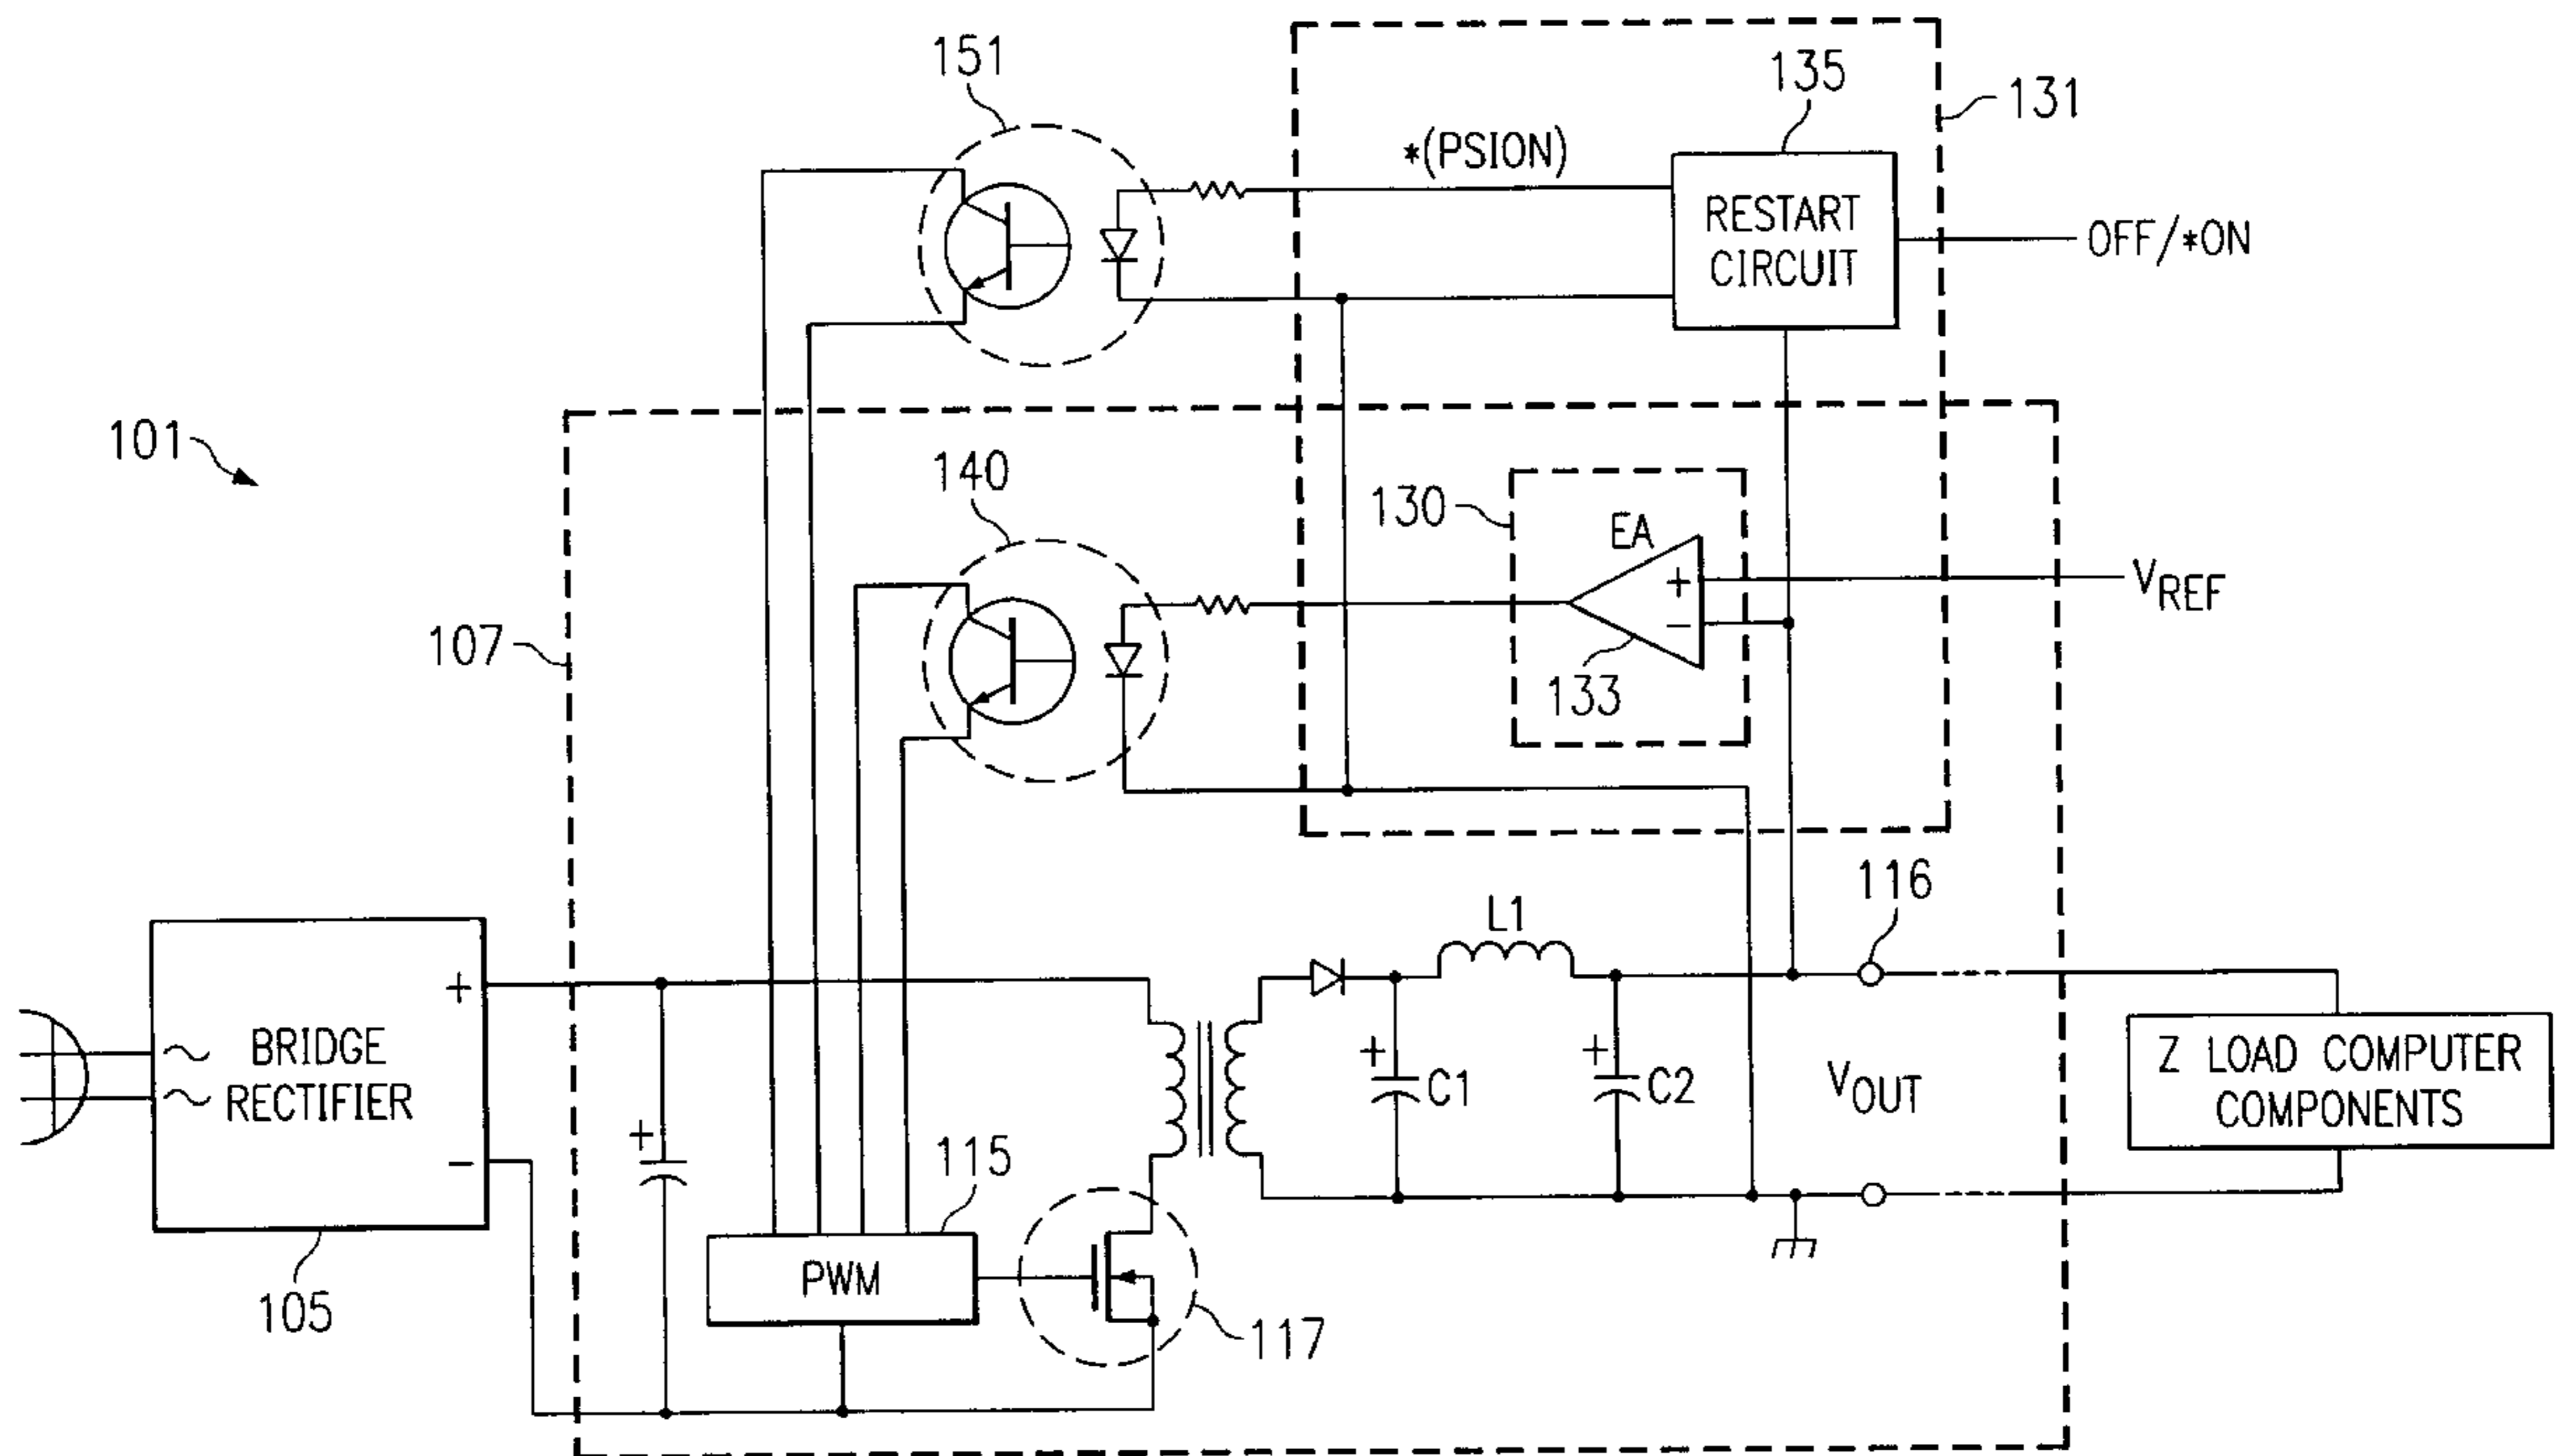 151
135
131
*(PSION)
RESTART
CIRCUIT
OFF/*ON
101
140
130
EA
+
VREF
107
−
133
116
L1
+
BRIDGE
RECTIFIER
~
~
+
C1
+
C2
VOUT
Z LOAD COMPUTER
COMPONENTS
+
−
115
PWM
105
117